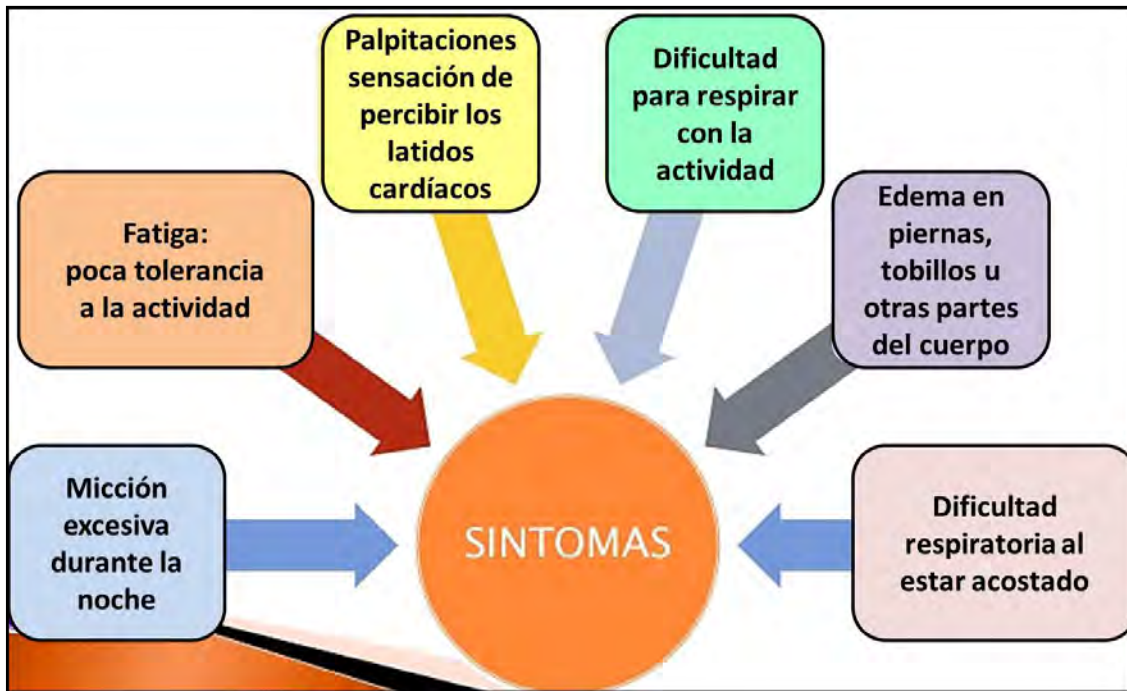 Palpitaciones
sensación de
percibir los
latidos
cardíacos
Dificultad
para respirar
con la
actividad
Fatiga:
poca tolerancia
a la actividad
Edema en
piernas,
tobillos u
otras partes
del cuerpo
Micción
excesiva
durante la
noche
SINTOMAS
Dificultad
respiratoria al
estar acostado